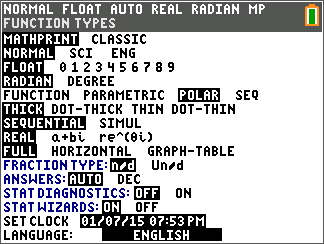 NORMAL FLOAT AUTO REAL RADIAN MP
FUNCTION TYPES
MATHPRINT CLASSIC
NORMAL SCI ENG
FLOAT 0 1 2 3 4 5 6 7 8 9
RADIAN DEGREE
FUNCTION PARAMETRIC POLAR SEQ
THICK DOT-THICK THIN DOT-THIN
SEQUENTIAL SIMUL
REAL a+bi re^(θi)
FULL HORIZONTAL GRAPH-TABLE
FRACTION TYPE: n/d Un/d
ANSWERS: AUTO DEC
STAT DIAGNOSTICS: OFF ON
STAT WIZARDS: ON OFF
SET CLOCK 01/07/15 07:53 PM
LANGUAGE: ENGLISH